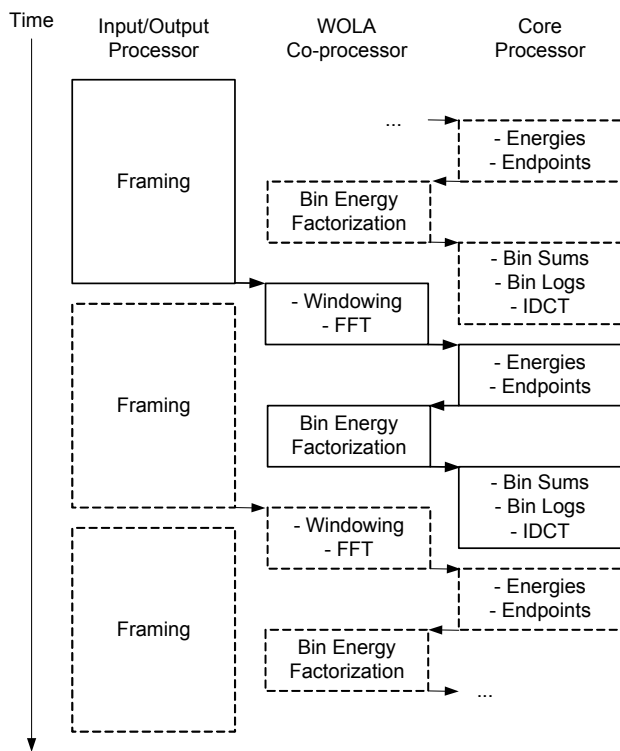 Time
Input/Output
Processor
WOLA
Co-processor
Core
Processor
...
- Energies
- Endpoints
Framing
Bin Energy
Factorization
- Bin Sums
- Bin Logs
- IDCT
- Windowing
- FFT
- Energies
- Endpoints
Framing
Bin Energy
Factorization
- Bin Sums
- Bin Logs
- IDCT
- Windowing
- FFT
- Energies
- Endpoints
Framing
Bin Energy
Factorization
...